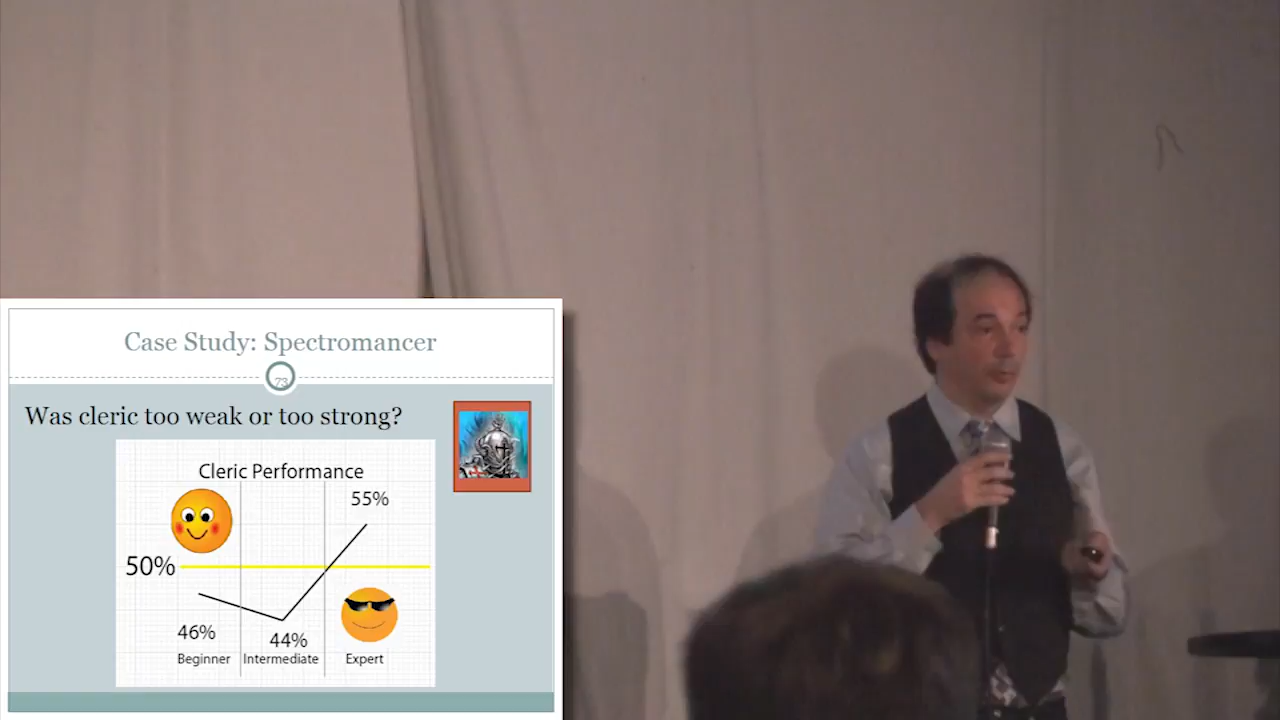 Case Study: Spectromancer
73
Was cleric too weak or too strong?
Cleric Performance
55%
50%
46%
44%
Beginner Intermediate Expert